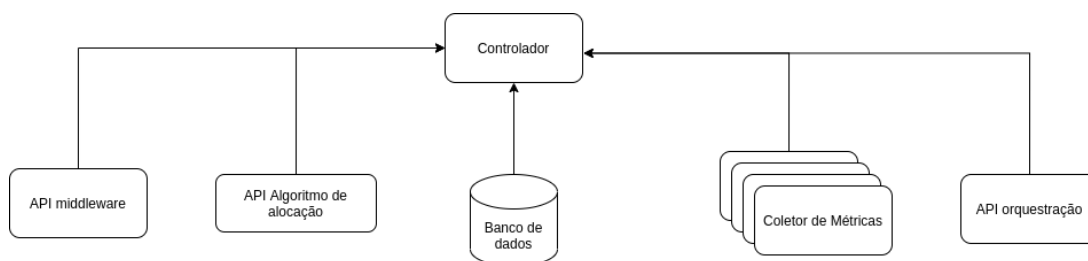 Controlador
API middleware
API Algoritmo de
alocação
Banco de
dados
Coletor de Métricas
API orquestração